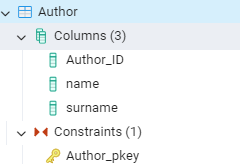 Author
Columns (3)
Author_ID
name
surname
Constraints (1)
Author_pkey